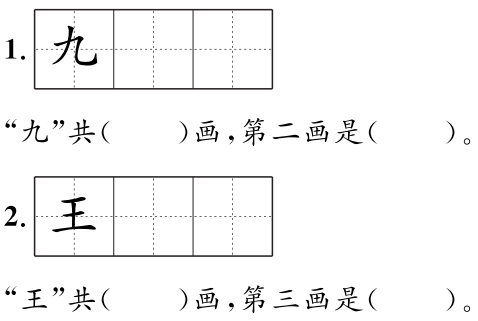 1. 九
“九”共(    )画,第二画是(    )。
2. 王
“王”共(    )画,第三画是(    )。